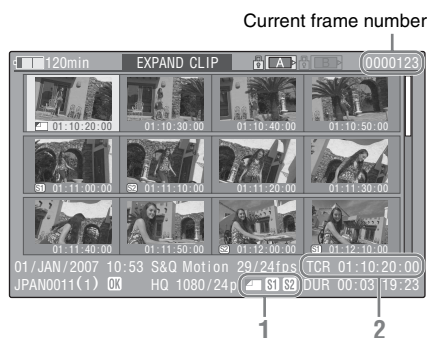 Current frame number
120min EXPAND CLIP A B 0000123
01:10:20:00 01:10:30:00 01:10:40:00 01:10:50:00
S1 01:11:00:00 S2 01:11:10:00 01:11:20:00 01:11:30:00
01:11:40:00 01:11:50:00 S2 01:12:00:00 S1 01:12:10:00
01/JAN/2007 10:53 S&Q Motion 29/24fps TCR 01:10:20:00
JPAN0011(1) OK HQ 1080/24p S1 S2 DUR 00:03:19:23
1 2